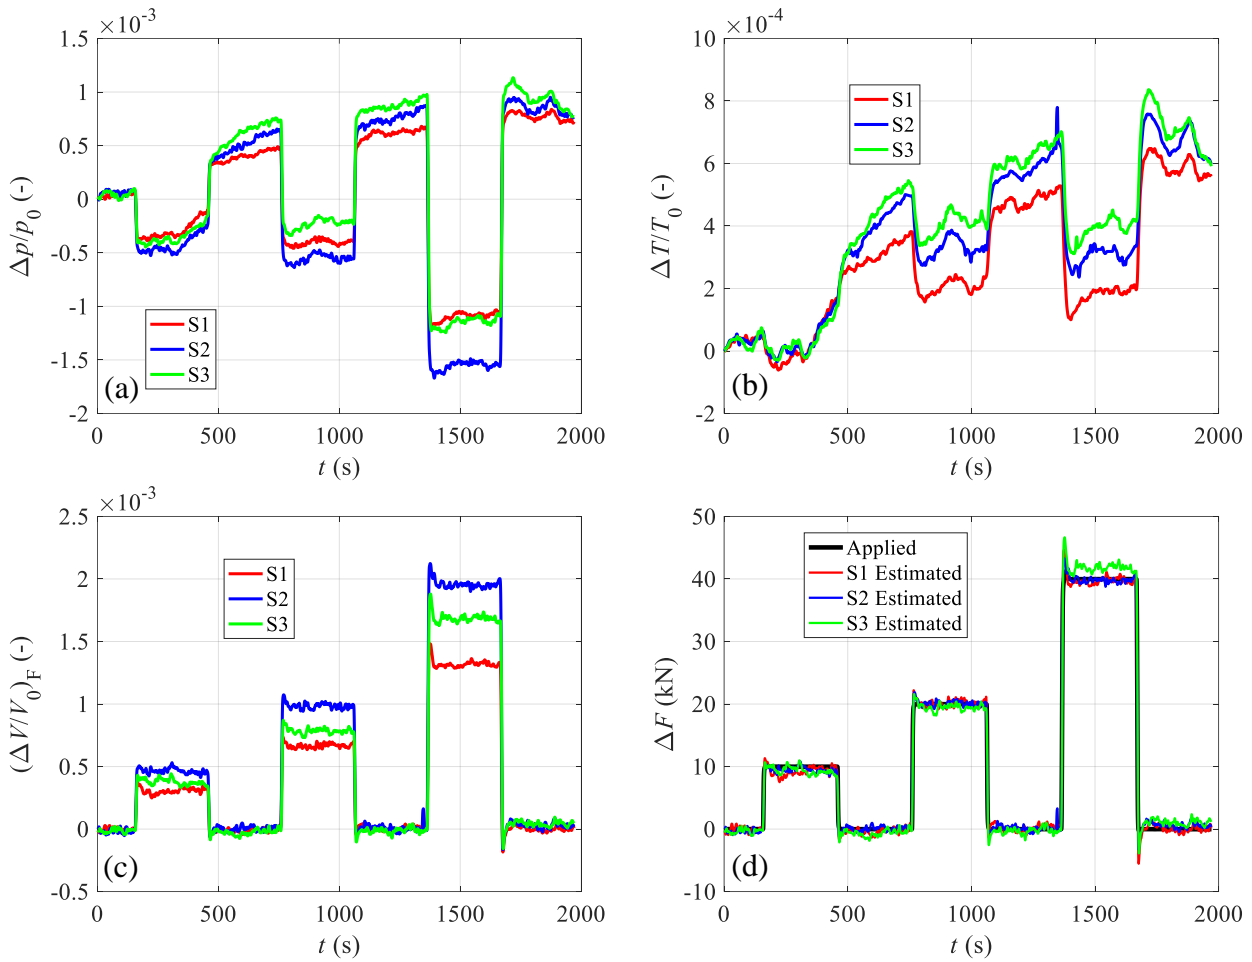 ×10⁻³
1.5
1
0.5
0
-0.5
-1
-1.5
-2
Δp/p₀ (-)
S1
S2
S3
(a)
0 500 1000 1500 2000
t (s)
×10⁻⁴
10
8
6
4
2
0
-2
ΔT/T₀ (-)
S1
S2
S3
(b)
0 500 1000 1500 2000
t (s)
×10⁻³
2.5
2
1.5
1
0.5
0
-0.5
(ΔV/V₀)F (-)
S1
S2
S3
(c)
0 500 1000 1500 2000
t (s)
50
40
30
20
10
0
-10
ΔF (kN)
Applied
S1 Estimated
S2 Estimated
S3 Estimated
(d)
0 500 1000 1500 2000
t (s)